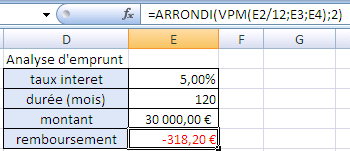 fx =ARRONDI(VPM(E2/12;E3;E4);2)
D E F G
Analyse d'emprunt
taux interet 5,00%
durée (mois) 120
montant 30 000,00 €
remboursement -318,20 €